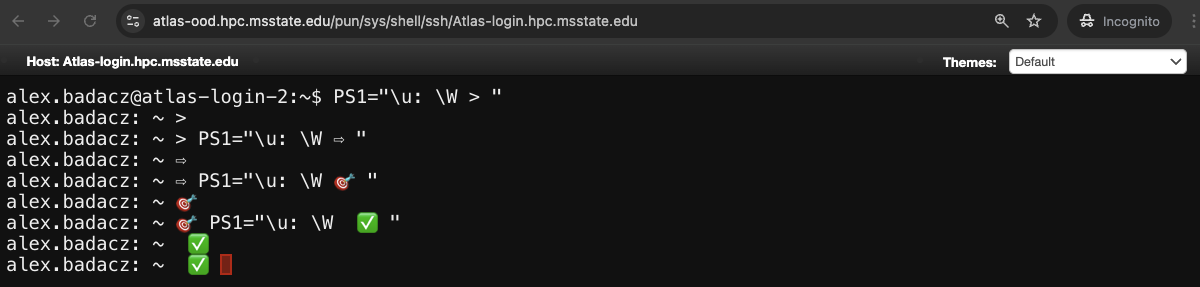 atlas-ood.hpc.msstate.edu/pun/sys/shell/ssh/Atlas-login.hpc.msstate.edu Incognito
Host: Atlas-login.hpc.msstate.edu Themes: Default
alex.badacz@atlas-login-2:~$ PS1="\u: \W > "
alex.badacz: ~ >
alex.badacz: ~ > PS1="\u: \W ⇨ "
alex.badacz: ~ ⇨
alex.badacz: ~ ⇨ PS1="\u: \W 🎯 "
alex.badacz: ~ 🎯
alex.badacz: ~ 🎯 PS1="\u: \W  ✅ "
alex.badacz: ~  ✅
alex.badacz: ~  ✅